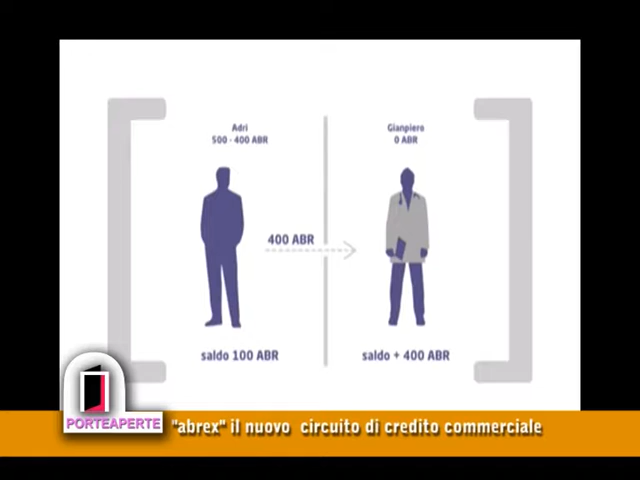 Adri
500 - 400 ABR
Gianpiero
0 ABR
400 ABR
saldo 100 ABR
saldo + 400 ABR
PORTEAPERTE
"abrex" il nuovo circuito di credito commerciale